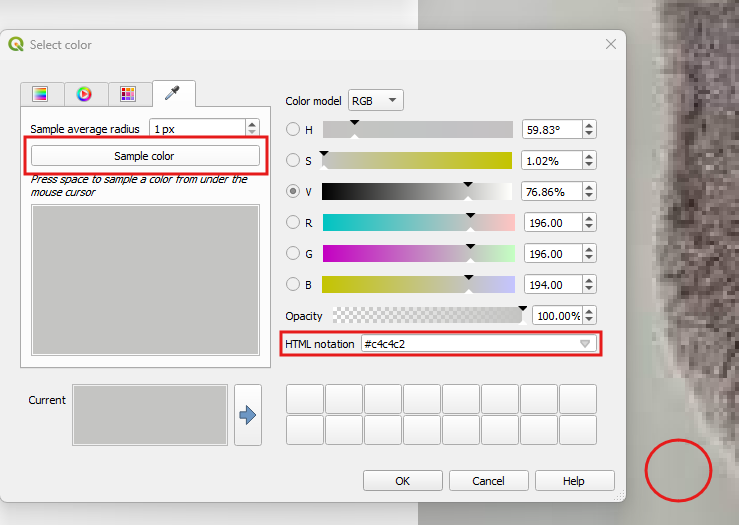 Select color
Sample average radius 1 px
Sample color
Press space to sample a color from under the
mouse cursor
Current
Color model RGB
H 59.83°
S 1.02%
V 76.86%
R 196.00
G 196.00
B 194.00
Opacity 100.00%
HTML notation #c4c4c2
OK Cancel Help